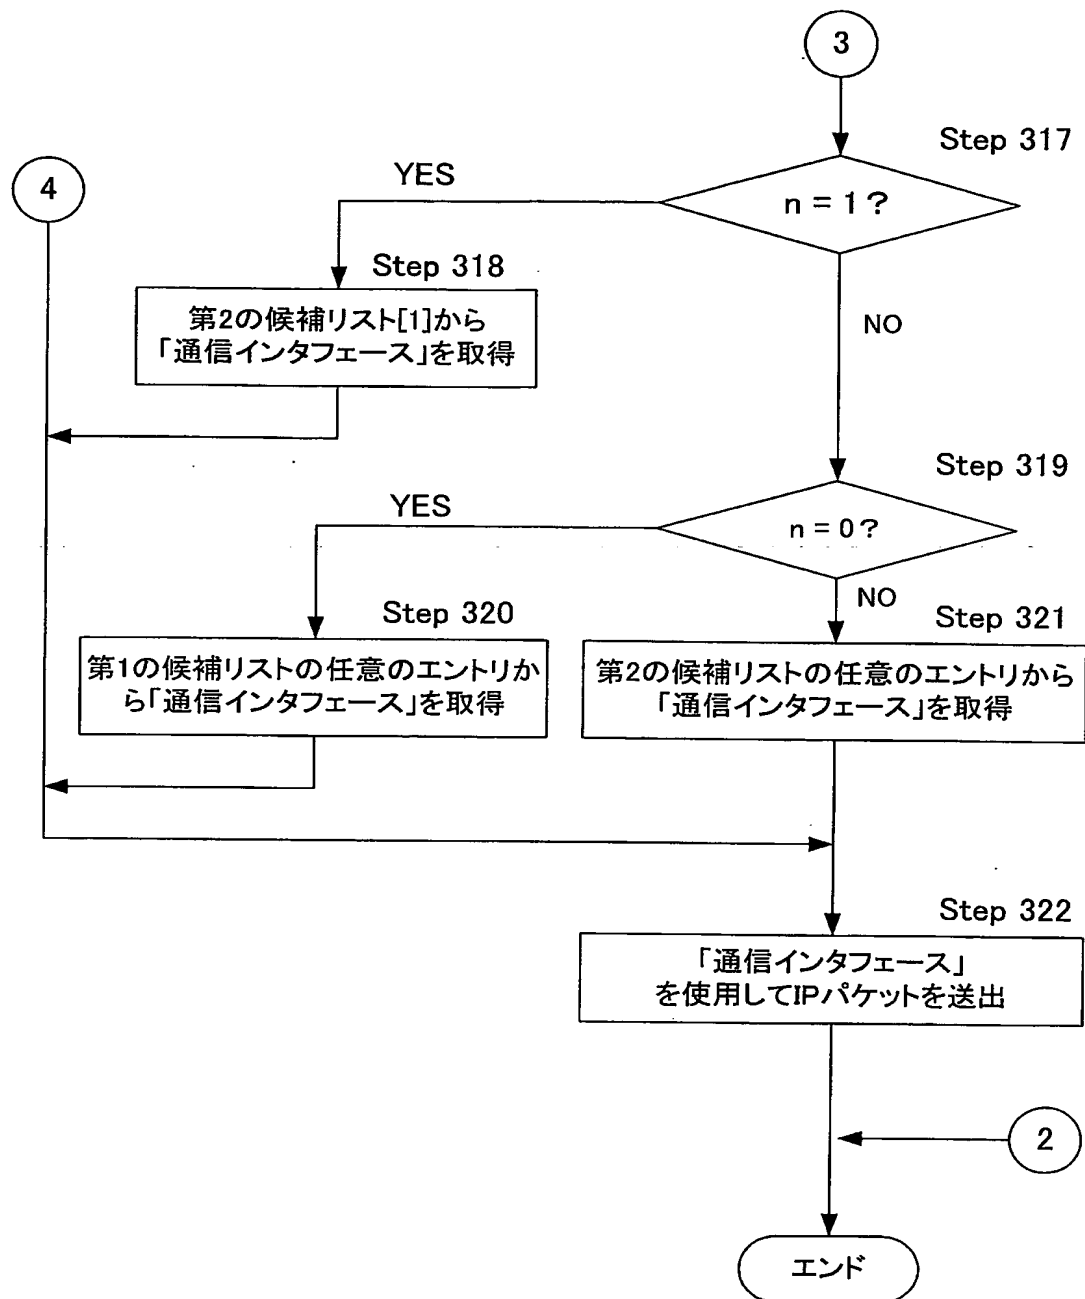 3
Step 317
4
YES
n = 1?
Step 318
第2の候補リスト[1]から
「通信インタフェース」を取得
NO
Step 319
YES
n = 0?
NO
Step 320
Step 321
第1の候補リストの任意のエントリか
ら「通信インタフェース」を取得
第2の候補リストの任意のエントリから
「通信インタフェース」を取得
Step 322
「通信インタフェース」
を使用してIPパケットを送出
2
エンド